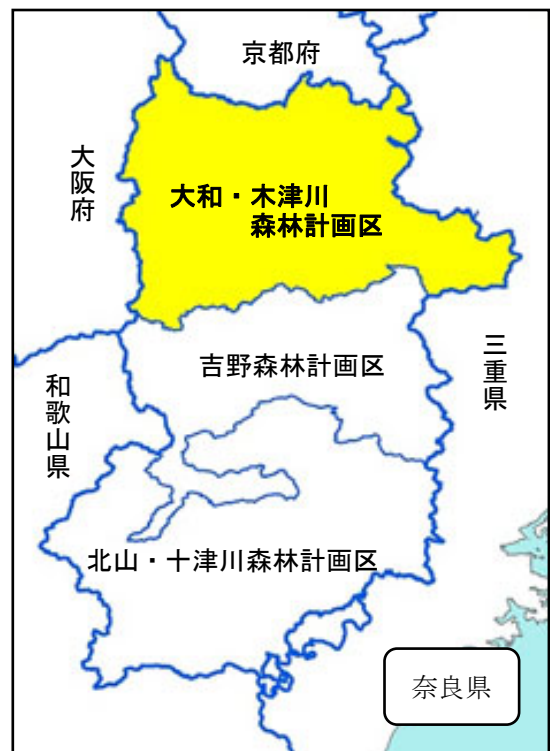 京都府
大阪府
大和・木津川
森林計画区
三重県
吉野森林計画区
和歌山県
北山・十津川森林計画区
奈良県